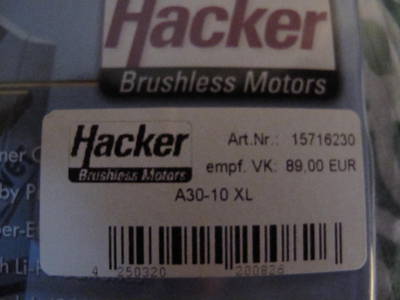 Hacker
Brushless Motors
Hacker
Brushless Motors
Art.Nr.: 15716230
empf. VK: 89,00 EUR
A30-10 XL
4 250320 200826